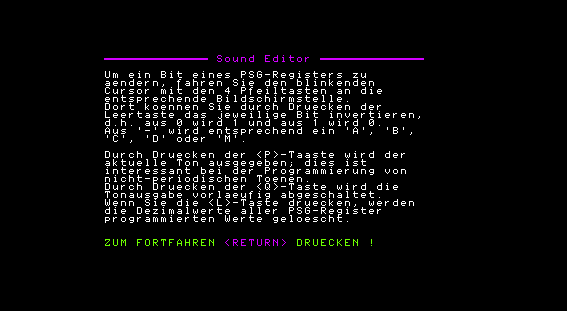 Sound Editor
Um ein Bit eines PSG-Registers zu
aendern, fahren Sie den blinkenden
Cursor mit den 4 Pfeiltasten an die
entsprechende Bildschirmstelle.
Dort koennen Sie durch Druecken der
Leertaste das jeweilige Bit invertieren,
d.h. aus 0 wird 1 und aus 1 wird 0.
Aus '-' wird entsprechend ein 'A', 'B',
'C', 'D' oder 'M'.
Durch Druecken der <P>-Taaste wird der
aktuelle Ton ausgegeben; dies ist
interessant bei der Programmierung von
nicht-periodischen Toenen.
Durch Druecken der <Q>-Taste wird die
Tonausgabe vorlaeufig abgeschaltet.
Wenn Sie die <L>-Taste druecken, werden
die Dezimalwerte aller PSG-Register
programmierten Werte geloescht.
ZUM FORTFAHREN <RETURN> DRUECKEN !